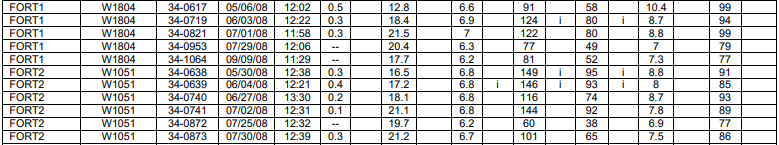 FORT1 W1804 34-0617 05/06/08 12:02 0.5 12.8 6.6 91 58 10.4 99
FORT1 W1804 34-0719 06/03/08 12:22 0.3 18.4 6.9 124 i 80 i 8.7 94
FORT1 W1804 34-0821 07/01/08 11:58 0.3 21.5 7 122 80 8.8 99
FORT1 W1804 34-0953 07/29/08 12:06 -- 20.4 6.3 77 49 7 79
FORT1 W1804 34-1064 09/09/08 11:29 -- 17.7 6.2 81 52 7.3 77
FORT2 W1051 34-0638 05/30/08 12:38 0.3 16.5 6.8 149 i 95 i 8.8 91
FORT2 W1051 34-0639 06/04/08 12:21 0.4 17.2 6.8 i 146 i 93 i 8 85
FORT2 W1051 34-0740 06/27/08 13:30 0.2 18.1 6.8 116 74 8.7 93
FORT2 W1051 34-0741 07/02/08 12:31 0.1 21.1 6.8 144 92 7.8 89
FORT2 W1051 34-0872 07/25/08 12:32 -- 19.7 6.2 60 38 6.9 77
FORT2 W1051 34-0873 07/30/08 12:39 0.3 21.2 6.7 101 65 7.5 86